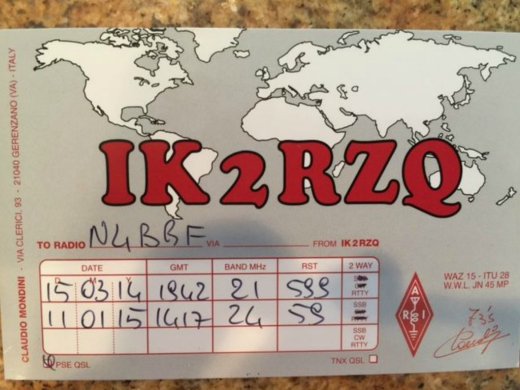 CLAUDIO MONDINI - VIA CLERICI, 93 - 21040 GERENZANO (VA) - ITALY
IK2RZQ
TO RADIO N4BBF VIA FROM IK2RZQ
DATE GMT BAND MHz RST 2 WAY
D M Y
15 03 14 1942 21 599 RTTY
11 01 15 1417 24 59 SSB RTTY
SSB
CW
RTTY
WAZ 15 - ITU 28
W.W.L. JN 45 MP
A
R I
73's
PSE QSL TNX QSL